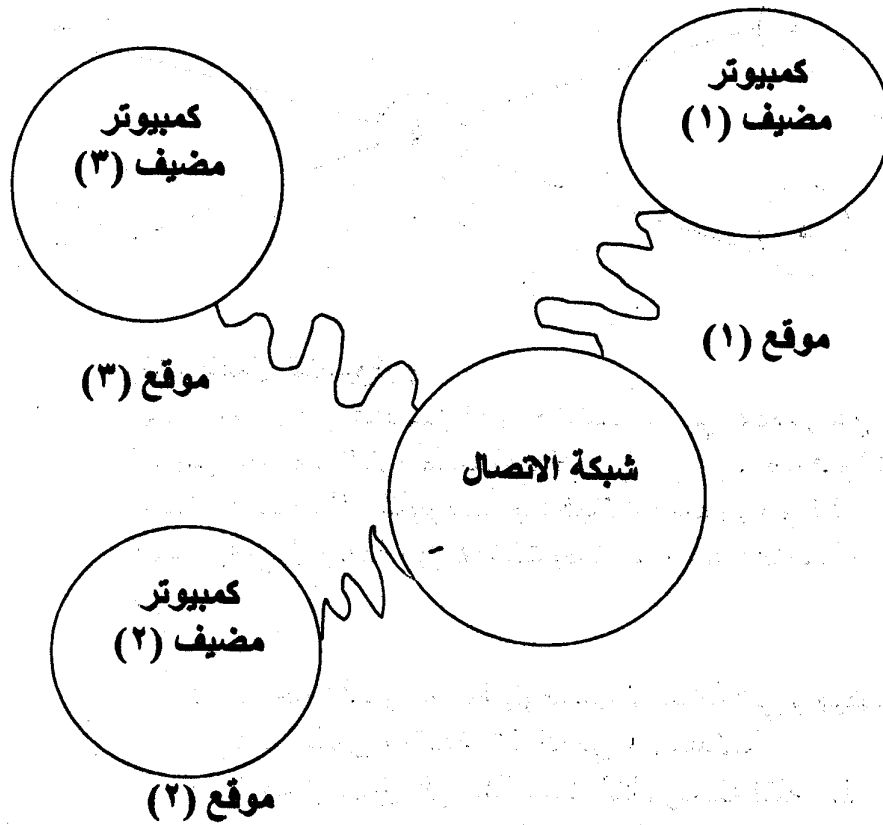 كمبيوتر
مضيف (١)
كمبيوتر
مضيف (٣)
موقع (١)
موقع (٣)
شبكة الاتصال
كمبيوتر
مضيف (٢)
موقع (٢)